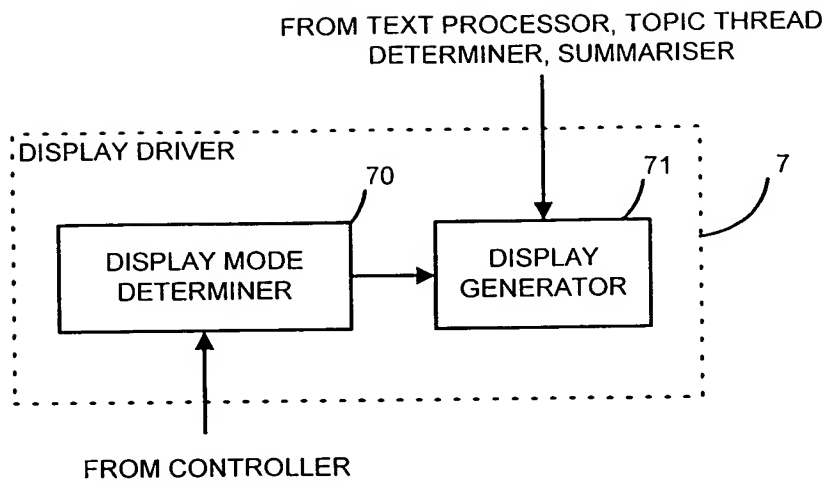 FROM TEXT PROCESSOR, TOPIC THREAD
DETERMINER, SUMMARISER
DISPLAY DRIVER
70
71
7
DISPLAY MODE
DETERMINER
DISPLAY
GENERATOR
FROM CONTROLLER